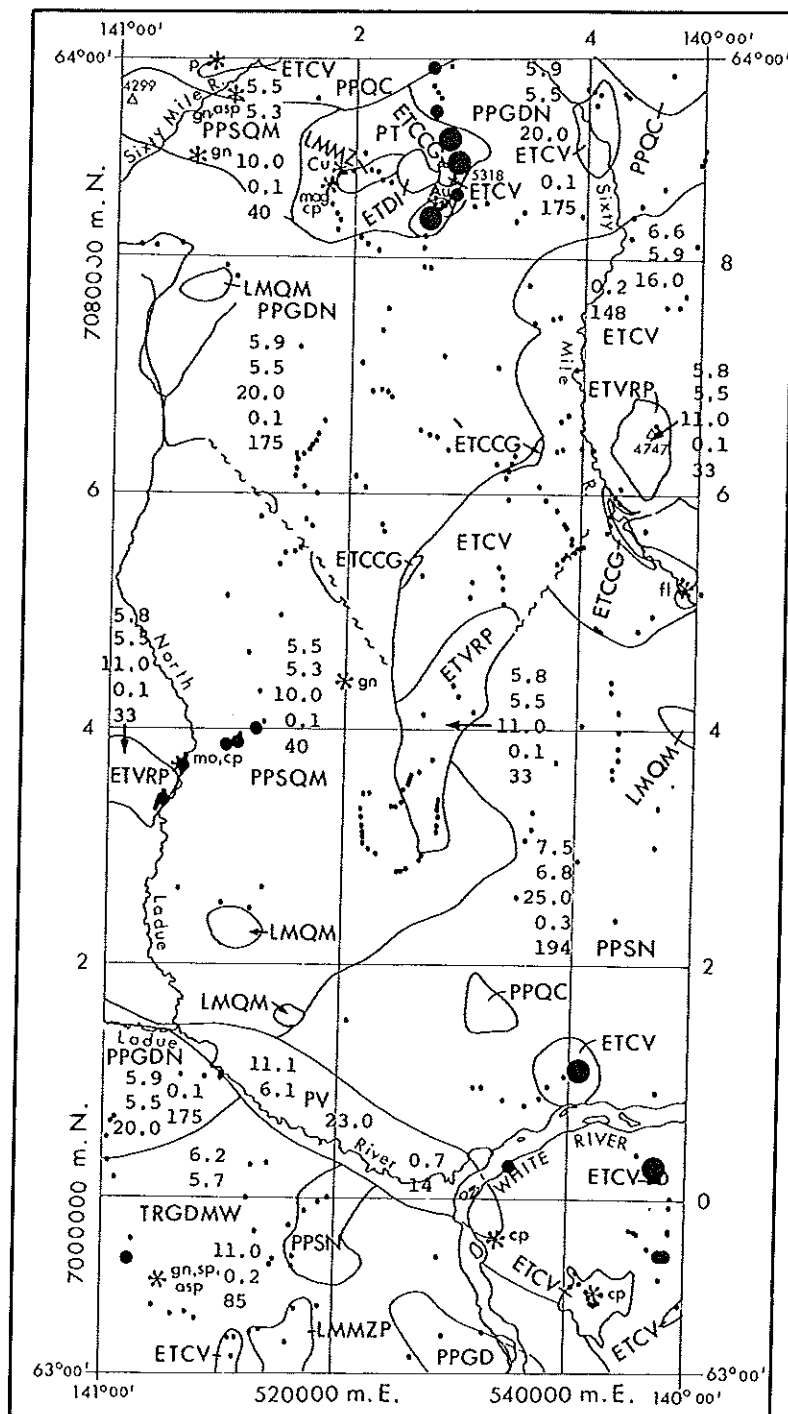 141°00' 2 4 140°00'
64°00' 64°00'
p ETCV
4299 5.5 PPQC 5.9
gn,asp 5.3 5.5
Sixty Mile R. PPSQM PPGDN
PT ETCCG 20.0
gn 10.0 LMMZ ETCV PPQC
Cu 5318
0.1 mag Au ETCV 0.1
40 cp ETDI 175 Sixty
6.6
5.9
LMQM 16.0 8
7080000 m. N.
PPGDN 0.2
148
5.9 ETCV
5.5 Mile 5.8
20.0 ETVRP 5.5
0.1 11.0
175 ETCCG 4747 0.1
33
6 R. 6
ETCV
ETCCG ETCCG
fl
5.8
5.5 North 5.5 ETVRP
11.0 5.3 5.8
0.1 10.0 gn 5.5
33 0.1 11.0
4 40 0.1 4
ETVRP mo,cp PPSQM 33 LMQM
7.5
6.8
25.0
0.3
Ladue LMQM 194 PPSN
2 2
LMQM PPQC
Ladue ETCV
PPGDN 11.1
5.9 0.1 6.1 PV
5.5 175 23.0
20.0 River 0.7 WHITE RIVER
6.2 14
5.7 ETCV
7000000 m. N. 0
TRGDMW PPSN
11.0 cp
gn,sp, 0.2
asp 85 ETCV cp
LMMZP
ETCV PPGD ETCV
63°00' 63°00'
141°00' 520000 m.E. 540000 m.E. 140°00'